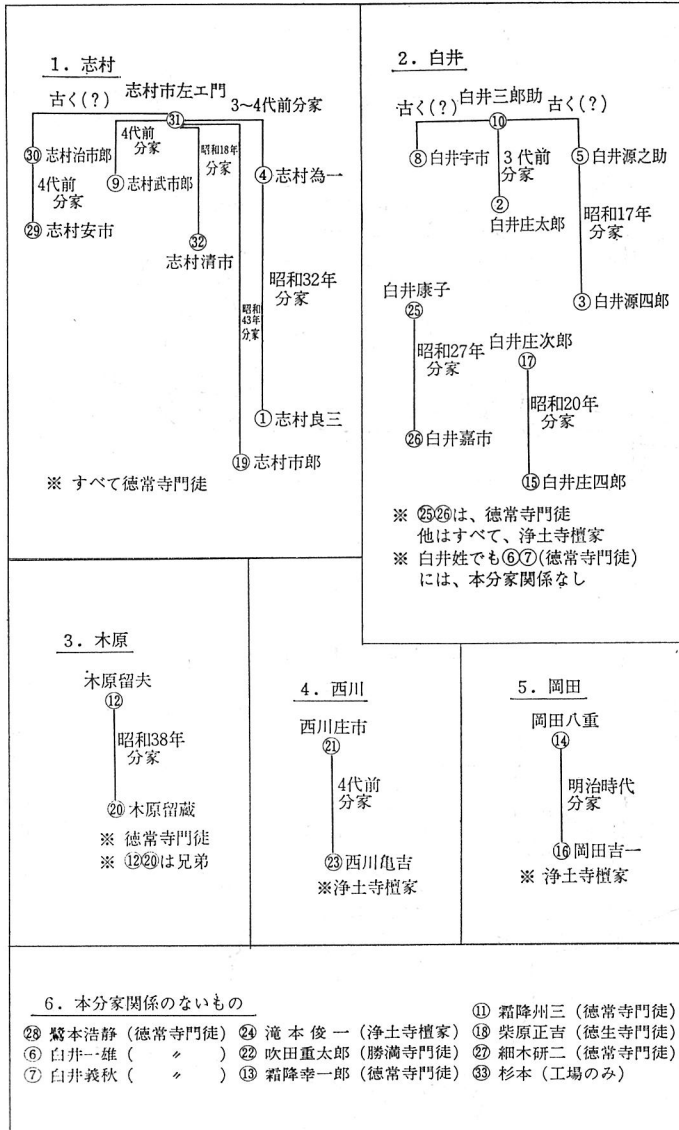 1．志村
志村市左エ門
㉛
古く(？)
3～4代前分家
㉚ 志村治市郎
4代前
分家
㉙ 志村安市
4代前
分家
⑨ 志村武市郎
昭和18年
分家
㉜
志村清市
④ 志村為一
昭和32年
分家
① 志村良三
昭和
43年
分家
⑲ 志村市郎
※ すべて徳常寺門徒
2．白井
白井三郎助
⑩
古く(？)
古く(？)
⑧ 白井宇市
3代前
分家
②
白井庄太郎
⑤ 白井源之助
昭和17年
分家
③ 白井源四郎
白井康子
㉕
昭和27年
分家
㉖ 白井嘉市
白井庄次郎
⑰
昭和20年
分家
⑮ 白井庄四郎
※ ㉕㉖は、徳常寺門徒
他はすべて、浄土寺檀家
※ 白井姓でも⑥⑦(徳常寺門徒)
には、本分家関係なし
3．木原
木原留夫
⑫
昭和38年
分家
⑳ 木原留蔵
※ 徳常寺門徒
※ ⑫⑳は兄弟
4．西川
西川庄市
㉑
4代前
分家
㉓ 西川亀吉
※浄土寺檀家
5．岡田
岡田八重
⑭
明治時代
分家
⑯ 岡田吉一
※ 浄土寺檀家
6．本分家関係のないもの
㉘ 鷲本浩静 (徳常寺門徒)
⑥ 白井一雄 ( 〃 )
⑦ 白井義秋 ( 〃 )
㉔ 滝本俊一 (浄土寺檀家)
㉒ 吹田重太郎 (勝満寺門徒)
⑬ 霜降幸一郎 (徳常寺門徒)
⑪ 霜降州三 (徳常寺門徒)
⑱ 柴原正吉 (徳生寺門徒)
㉗ 細木研二 (徳常寺門徒)
㉝ 杉本 (工場のみ)